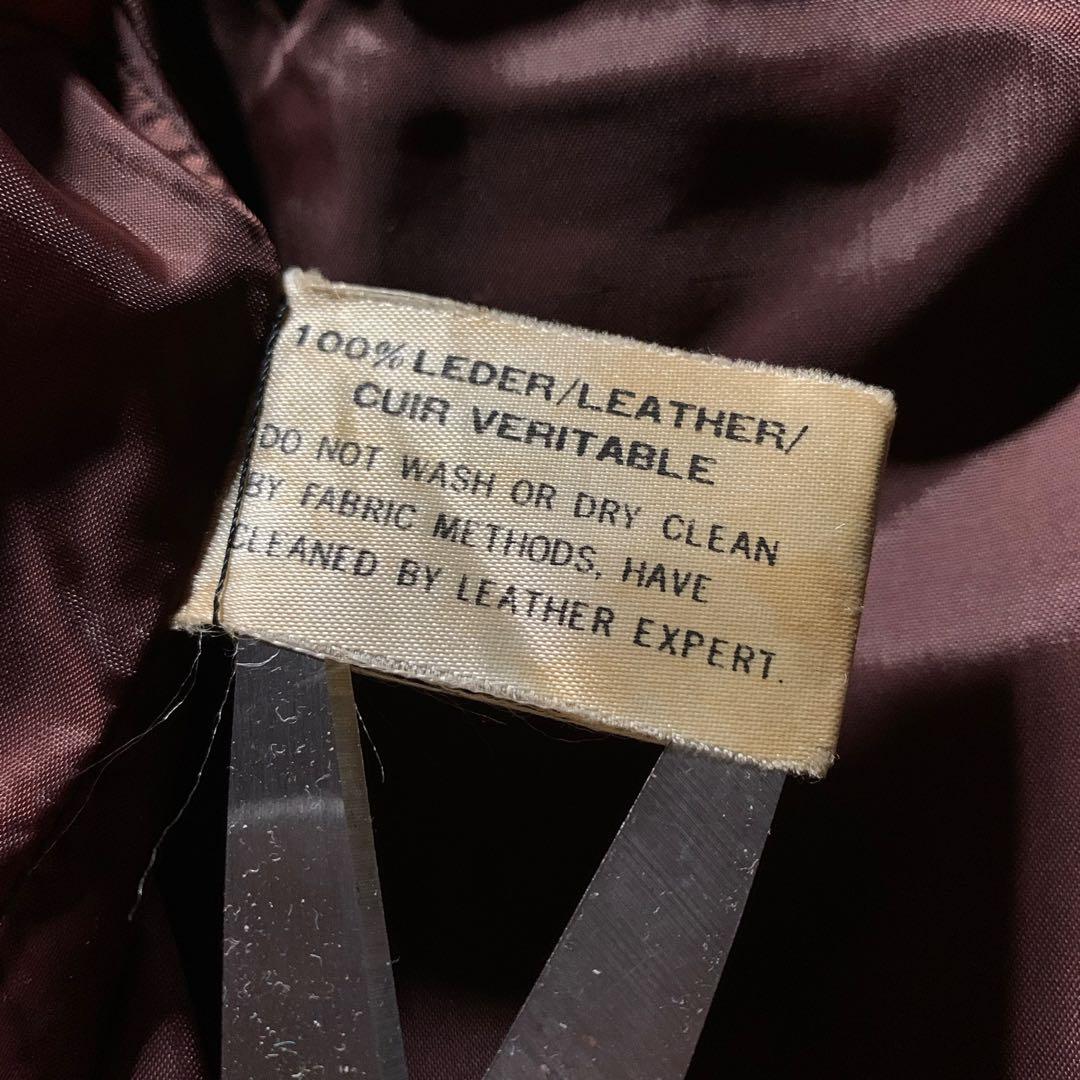 100% LEDER/LEATHER/
CUIR VERITABLE
DO NOT WASH OR DRY CLEAN
BY FABRIC METHODS, HAVE
CLEANED BY LEATHER EXPERT.